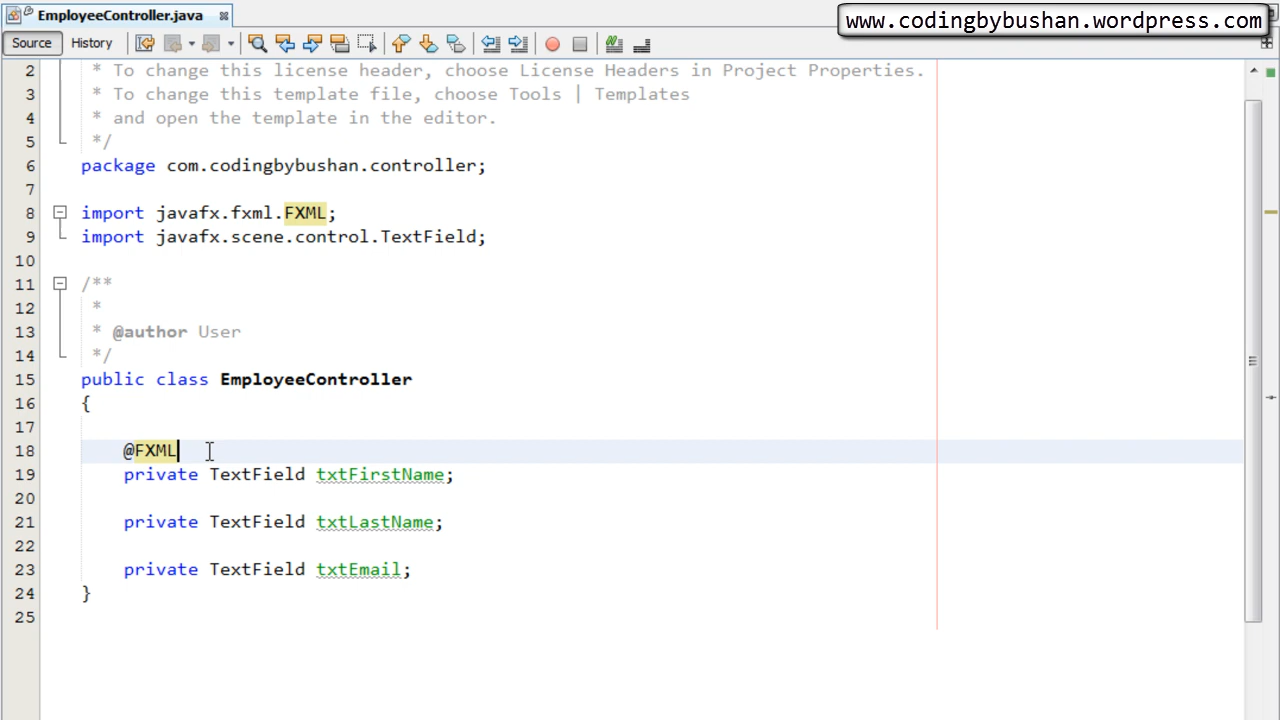 EmployeeController.java
www.codingbybushan.wordpress.com
Source History
2 * To change this license header, choose License Headers in Project Properties.
3 * To change this template file, choose Tools | Templates
4 * and open the template in the editor.
5 */
6 package com.codingbybushan.controller;
7
8 import javafx.fxml.FXML;
9 import javafx.scene.control.TextField;
10
11 /**
12 *
13 * @author User
14 */
15 public class EmployeeController
16 {
17
18 @FXML
19 private TextField txtFirstName;
20
21 private TextField txtLastName;
22
23 private TextField txtEmail;
24 }
25